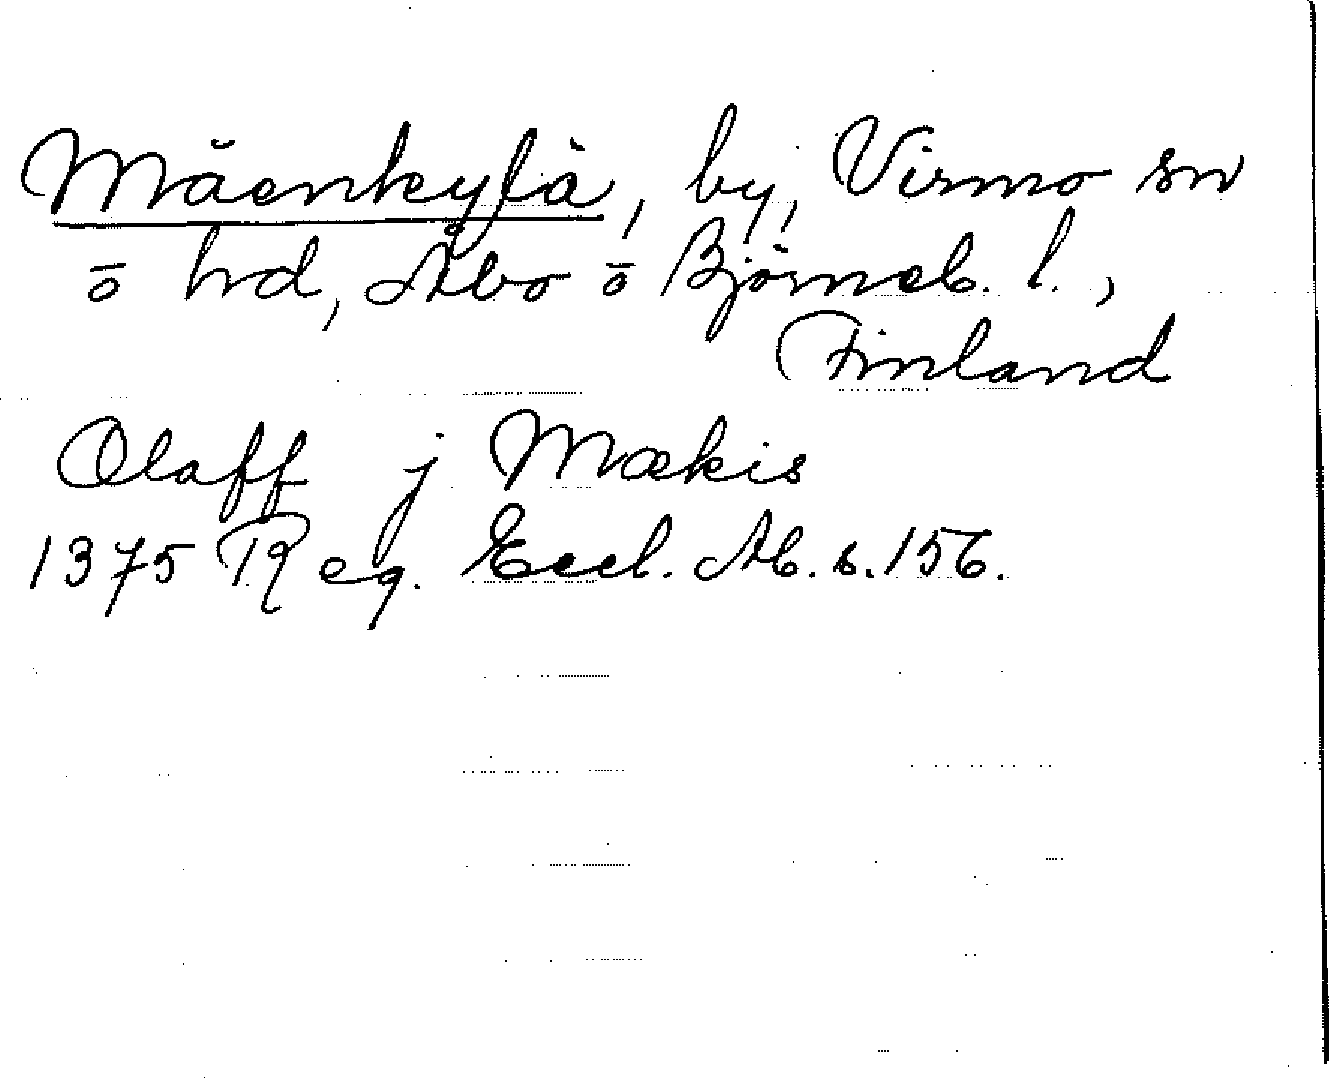 Mäenkylä, by, Virmo sn
ō hd, Åbo ō Björneb. l.,
Finland
Olaff j Mækis
1375 Reg. Eccl. Ab. s. 156.